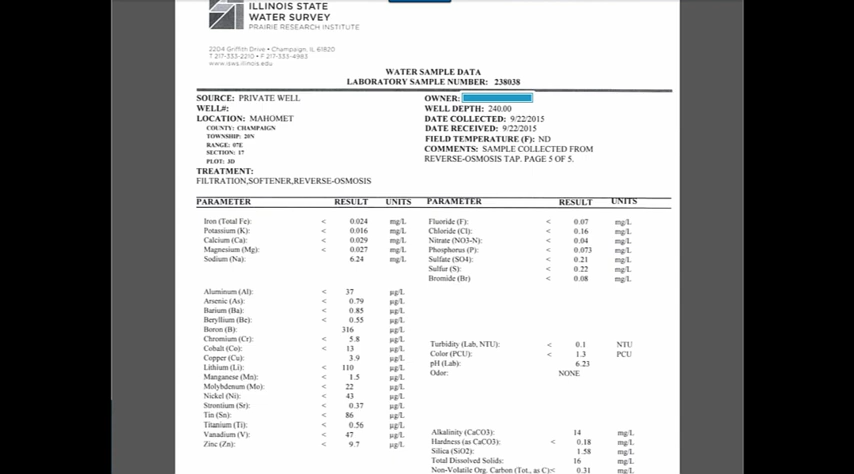 ILLINOIS STATE
WATER SURVEY
PRAIRIE RESEARCH INSTITUTE
2204 Griffith Drive • Champaign, IL 61820
T 217-333-2210 • F 217-333-4983
www.isws.illinois.edu
WATER SAMPLE DATA
LABORATORY SAMPLE NUMBER: 238038
SOURCE: PRIVATE WELL
WELL#:
LOCATION: MAHOMET
COUNTY: CHAMPAIGN
TOWNSHIP: 20N
RANGE: 07E
SECTION: 17
PLOT: JD
TREATMENT:
FILTRATION,SOFTENER,REVERSE-OSMOSIS
OWNER:
WELL DEPTH: 240.00
DATE COLLECTED: 9/22/2015
DATE RECEIVED: 9/22/2015
FIELD TEMPERATURE (F): ND
COMMENTS: SAMPLE COLLECTED FROM
REVERSE-OSMOSIS TAP. PAGE 5 OF 5.
PARAMETER RESULT UNITS PARAMETER RESULT UNITS
Iron (Total Fe): < 0.024 mg/L
Potassium (K): < 0.016 mg/L
Calcium (Ca): < 0.029 mg/L
Magnesium (Mg): < 0.027 mg/L
Sodium (Na): 6.24 mg/L
Aluminum (Al): < 37 µg/L
Arsenic (As): < 0.79 µg/L
Barium (Ba): < 0.85 µg/L
Beryllium (Be): < 0.55 µg/L
Boron (B): 316 µg/L
Chromium (Cr): < 5.8 µg/L
Cobalt (Co): < 13 µg/L
Copper (Cu): 3.9 µg/L
Lithium (Li): < 110 µg/L
Manganese (Mn): < 1.5 µg/L
Molybdenum (Mo): < 22 µg/L
Nickel (Ni): < 43 µg/L
Strontium (Sr): < 0.37 µg/L
Tin (Sn): < 86 µg/L
Titanium (Ti): < 0.56 µg/L
Vanadium (V): < 47 µg/L
Zinc (Zn): < 9.7 µg/L
Fluoride (F): < 0.07 mg/L
Chloride (Cl): < 0.16 mg/L
Nitrate (NO3-N): < 0.04 mg/L
Phosphorus (P): < 0.073 mg/L
Sulfate (SO4): < 0.21 mg/L
Sulfur (S): < 0.22 mg/L
Bromide (Br) < 0.08 mg/L
Turbidity (Lab, NTU): < 0.1 NTU
Color (PCU): < 1.3 PCU
pH (Lab): 6.23
Odor: NONE
Alkalinity (CaCO3): 14 mg/L
Hardness (as CaCO3): < 0.18 mg/L
Silica (SiO2): 1.58 mg/L
Total Dissolved Solids: 16 mg/L
Non-Volatile Org. Carbon (Tot., as C)< 0.31 mg/L